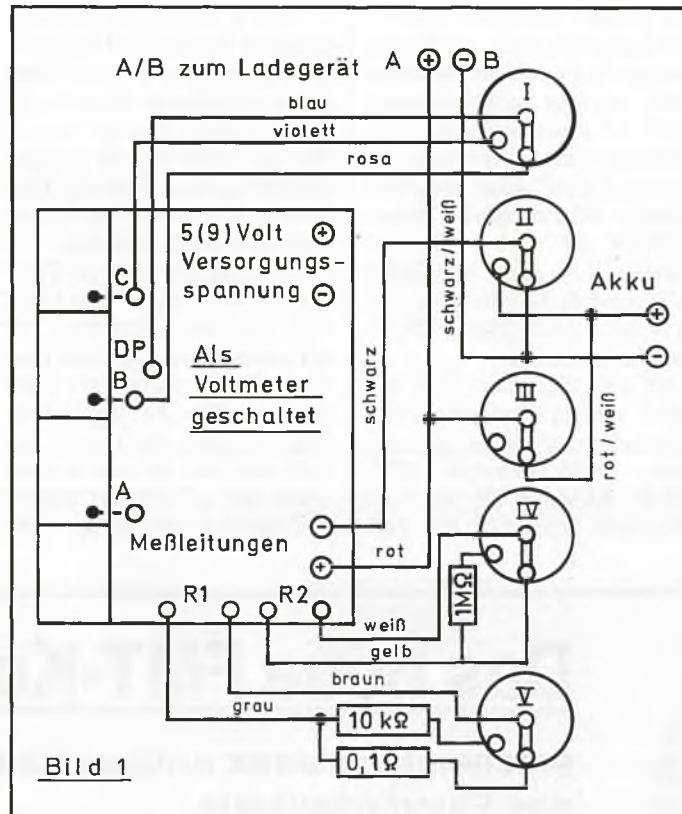 A/B zum Ladegerät
A ⊕ ⊖ B
I
blau
violett
rosa
5(9) Volt ⊕
Versorgungs-
spannung ⊖
II
schwarz/weiß
Akku
⊕
⊖
C
DP
B
Als
Voltmeter
geschaltet
schwarz
III
rot/weiß
A
⊖
Meßleitungen
rot
⊕
IV
1MΩ
R1 R2
weiß
gelb
braun
grau
V
10 kΩ
0,1Ω
Bild 1